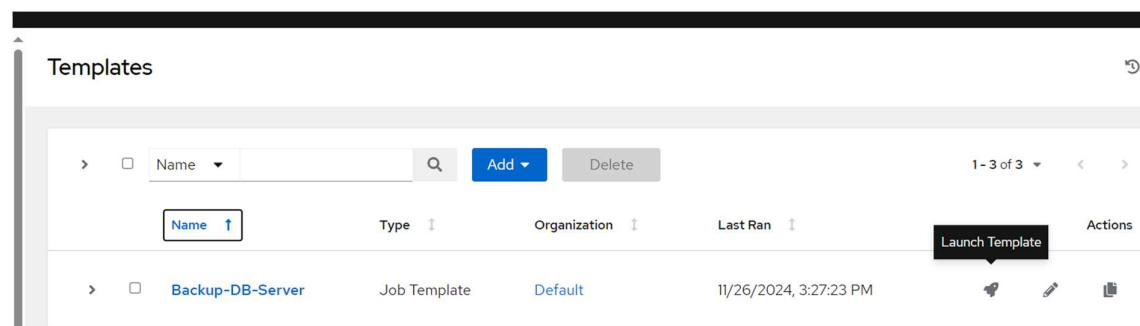 Templates
Name Add Delete 1 - 3 of 3
Name Type Organization Last Ran Actions
Launch Template
Backup-DB-Server Job Template Default 11/26/2024, 3:27:23 PM